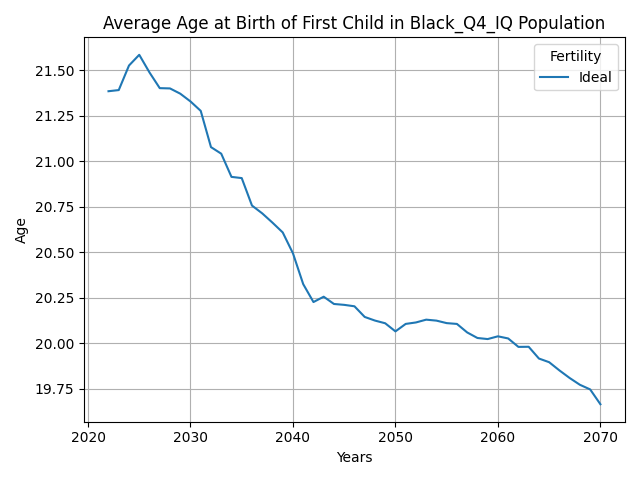 Average Age at Birth of First Child in Black_Q4_IQ Population
Fertility
Ideal
21.50
21.25
21.00
20.75
20.50
20.25
20.00
19.75
Age
2020 2030 2040 2050 2060 2070
Years